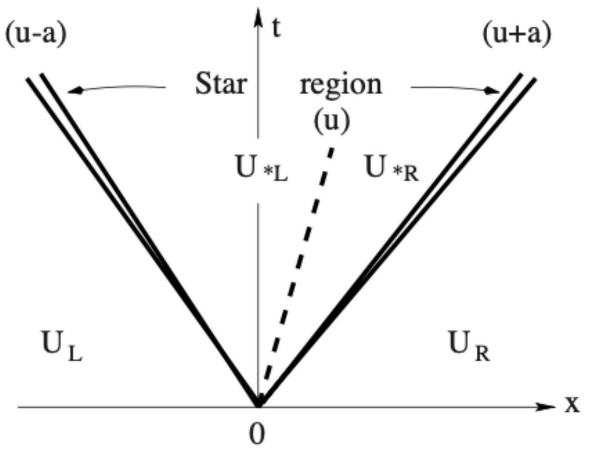 (u-a)
t
(u+a)
Star region
(u)
U*L
U*R
UL
UR
x
0